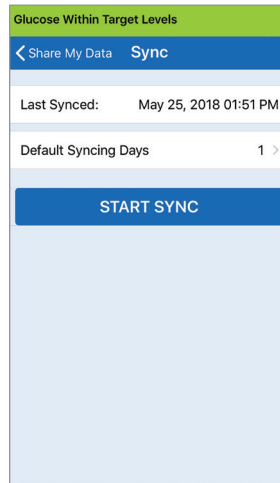 Glucose Within Target Levels
Share My Data Sync
Last Synced: May 25, 2018 01:51 PM
Default Syncing Days 1
START SYNC